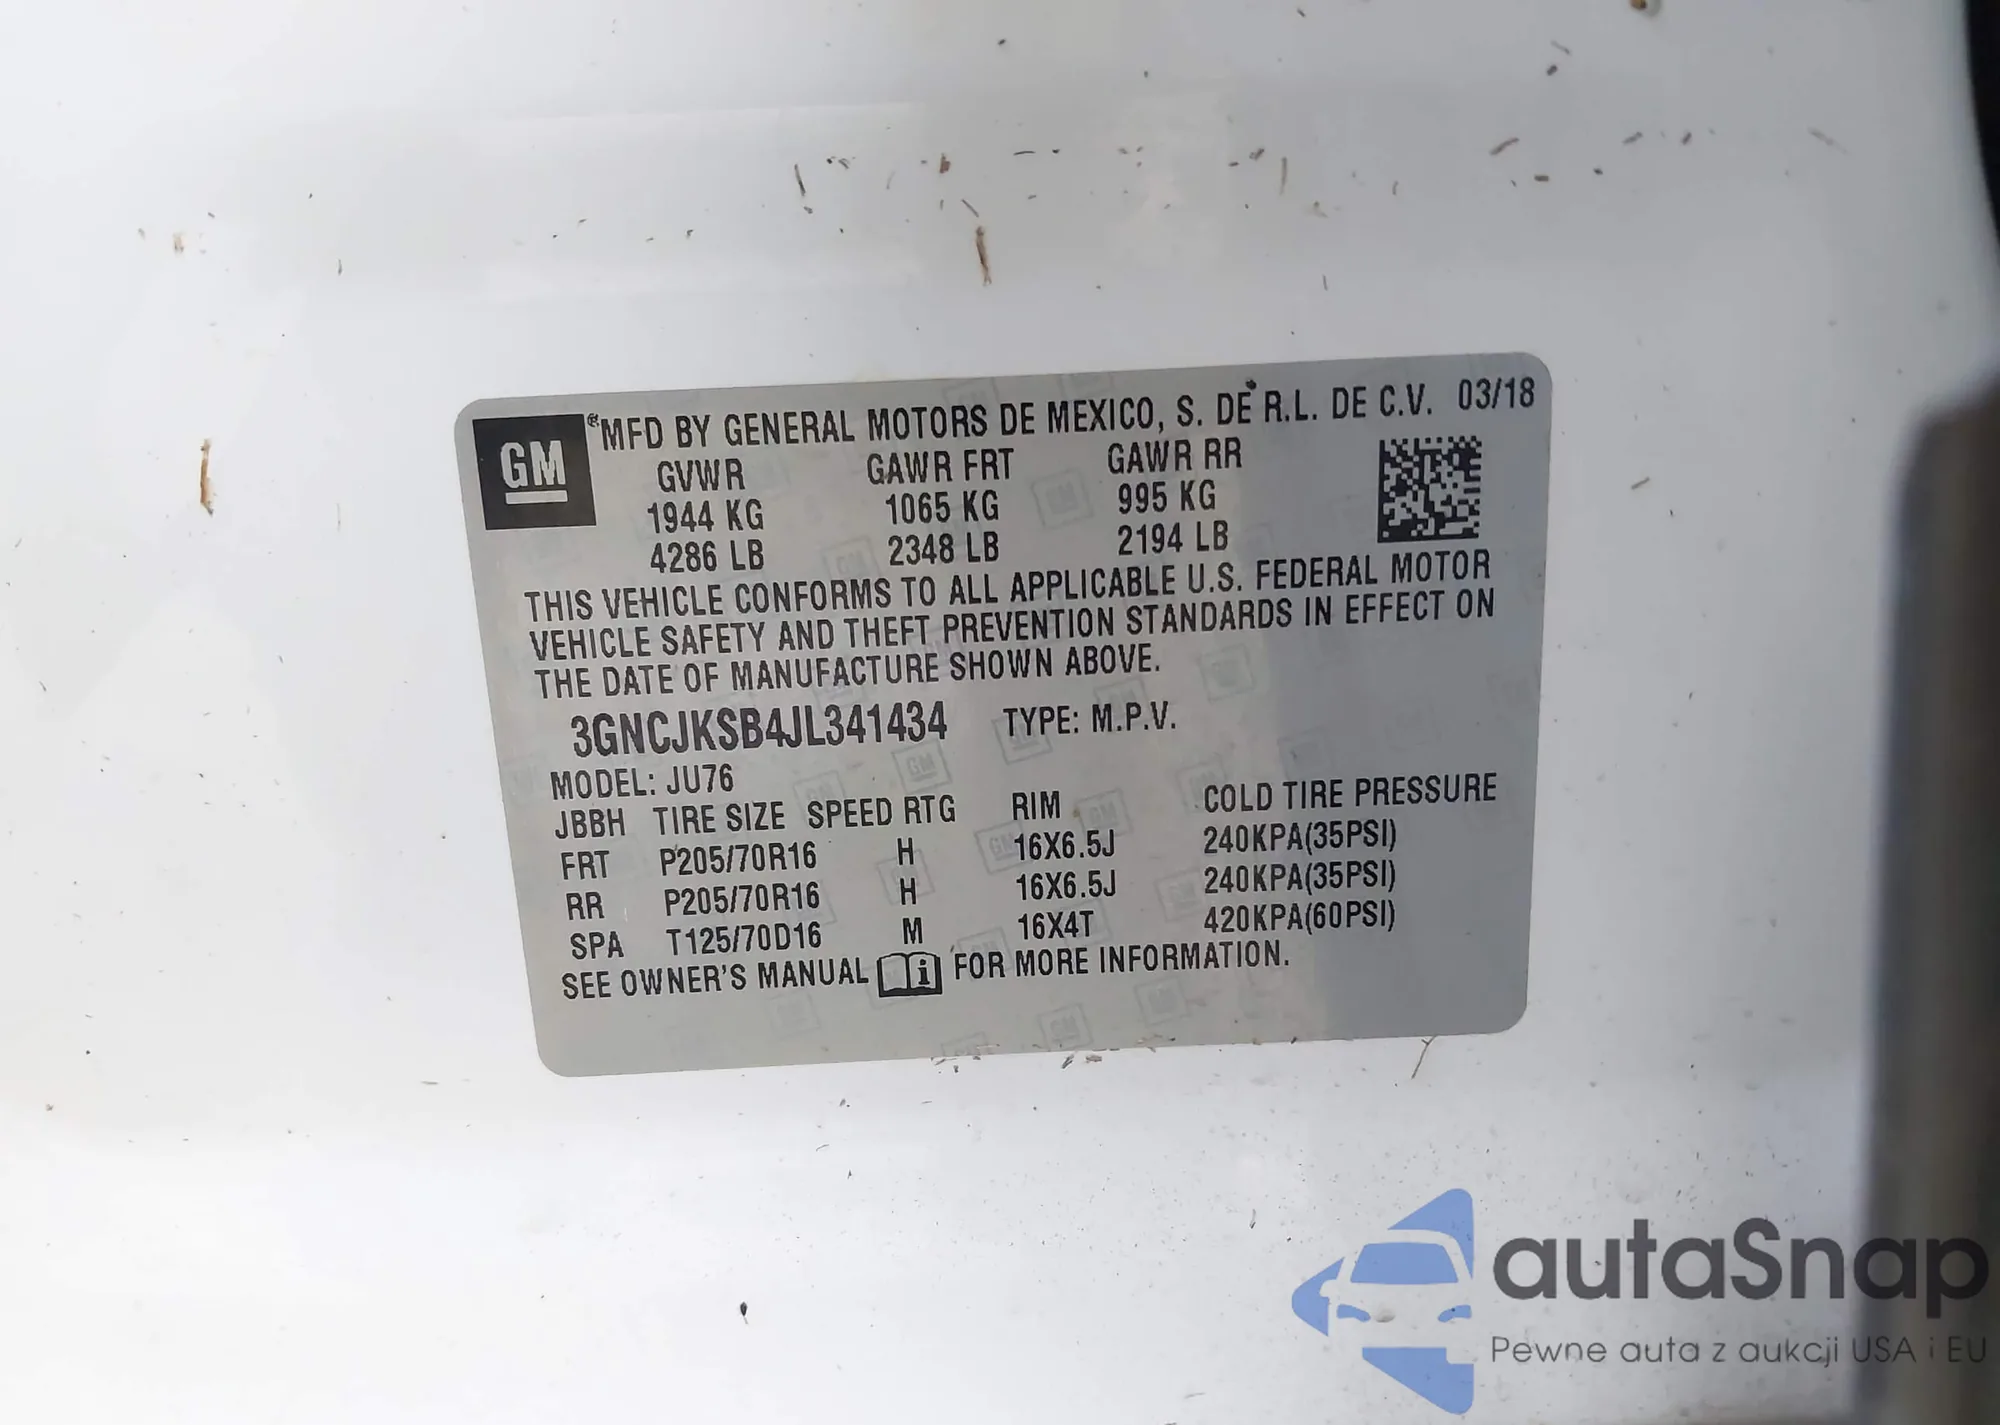 GM
®MFD BY GENERAL MOTORS DE MEXICO, S. DE R.L. DE C.V. 03/18
GVWR GAWR FRT GAWR RR
1944 KG 1065 KG 995 KG
4286 LB 2348 LB 2194 LB
THIS VEHICLE CONFORMS TO ALL APPLICABLE U.S. FEDERAL MOTOR
VEHICLE SAFETY AND THEFT PREVENTION STANDARDS IN EFFECT ON
THE DATE OF MANUFACTURE SHOWN ABOVE.
3GNCJKSB4JL341434 TYPE: M.P.V.
MODEL: JU76
JBBH TIRE SIZE SPEED RTG RIM COLD TIRE PRESSURE
FRT P205/70R16 H 16X6.5J 240KPA(35PSI)
RR P205/70R16 H 16X6.5J 240KPA(35PSI)
SPA T125/70D16 M 16X4T 420KPA(60PSI)
SEE OWNER'S MANUAL i FOR MORE INFORMATION.
autaSnap
Pewne auta z aukcji USA i EU